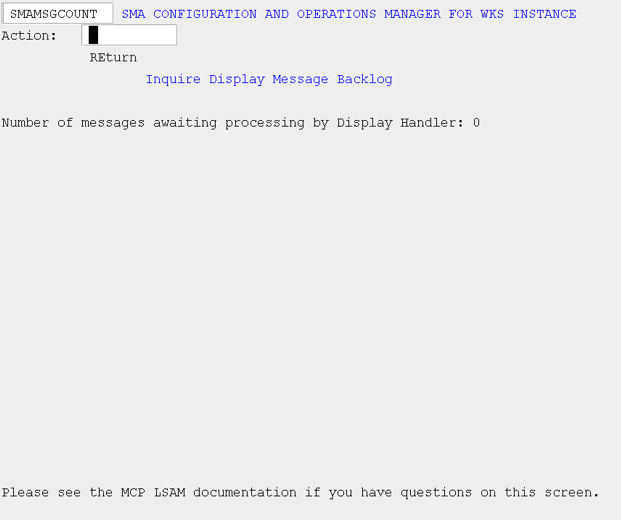 SMAMSGCOUNT SMA CONFIGURATION AND OPERATIONS MANAGER FOR WKS INSTANCE
Action:
REturn
Inquire Display Message Backlog
Number of messages awaiting processing by Display Handler: 0
Please see the MCP LSAM documentation if you have questions on this screen.